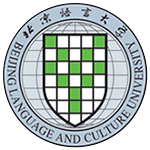 北京语言大学
BEIJING LANGUAGE AND CULTURE UNIVERSITY